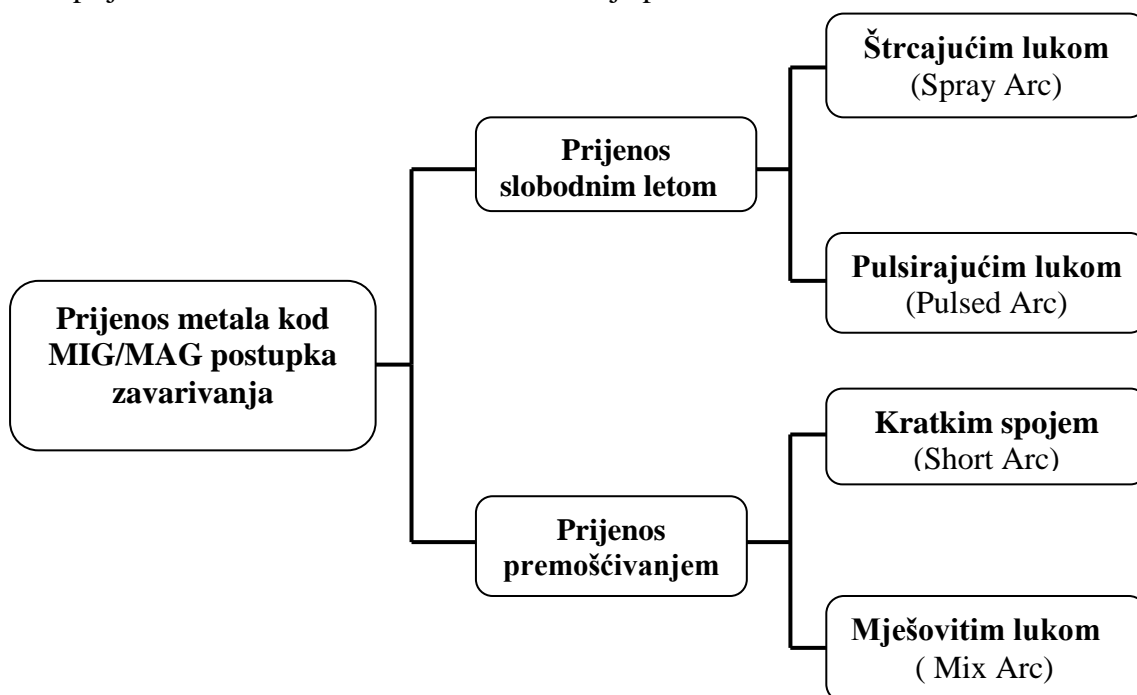 Štrcajućim lukom
(Spray Arc)
Prijenos
slobodnim letom
Pulsirajućim lukom
(Pulsed Arc)
Prijenos metala kod
MIG/MAG postupka
zavarivanja
Kratkim spojem
(Short Arc)
Prijenos
premošćivanjem
Mješovitim lukom
( Mix Arc)